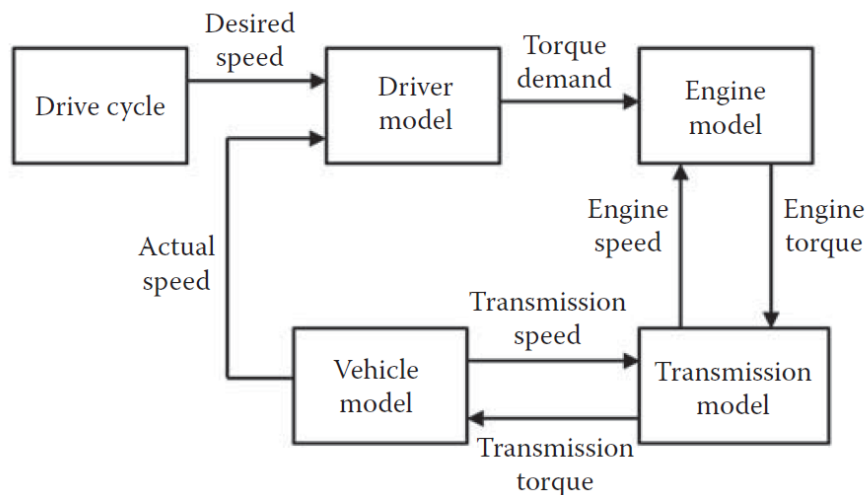 Desired
speed
Torque
demand
Drive cycle
Driver
model
Engine
model
Actual
speed
Engine
speed
Engine
torque
Transmission
speed
Vehicle
model
Transmission
model
Transmission
torque